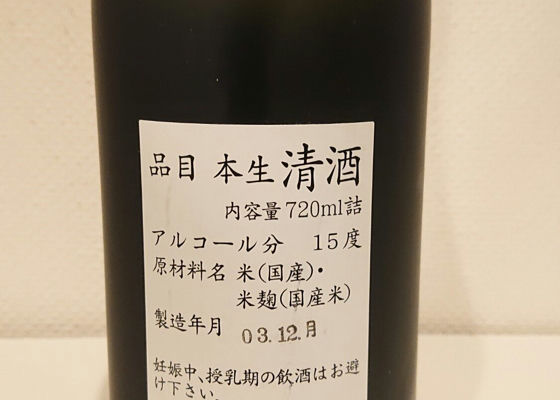 品目 本生清酒
内容量720ml詰
アルコール分 15度
原材料名 米(国産)・
米麹(国産米)
製造年月 03.12.月
妊娠中、授乳期の飲酒はお避
け下さい。